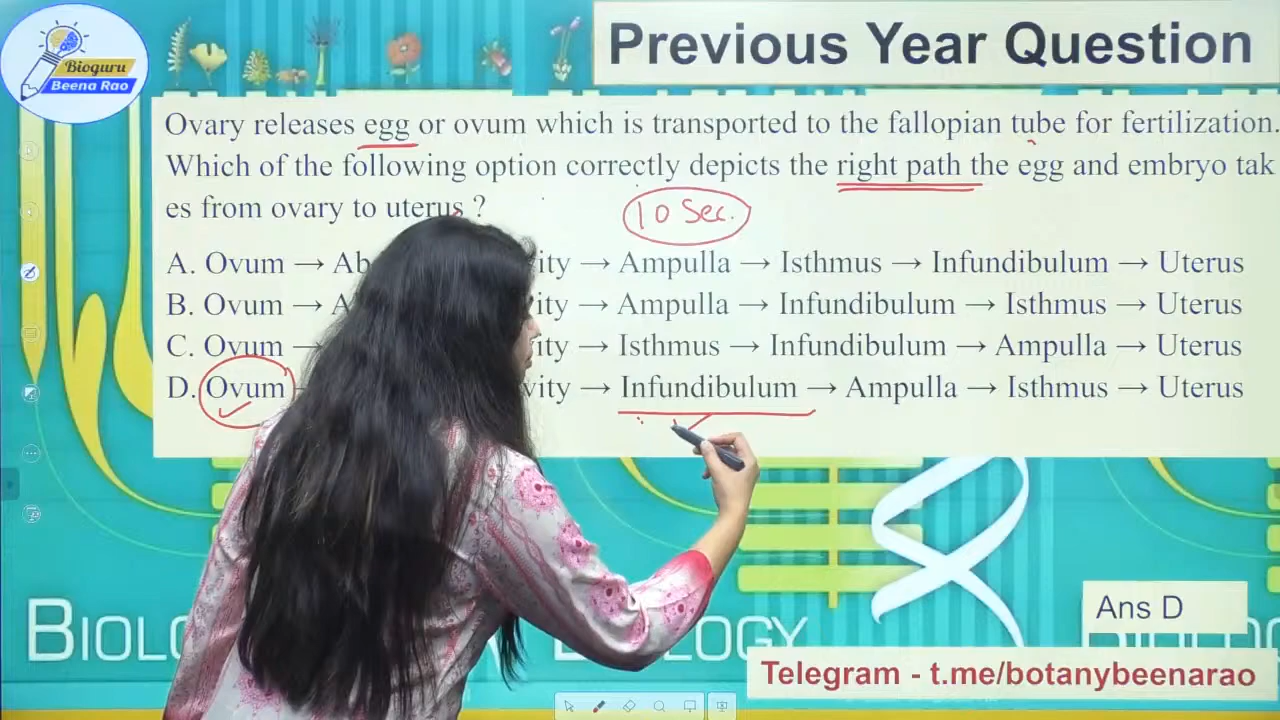 Bioguru
Beena Rao
Previous Year Question
Ovary releases egg or ovum which is transported to the fallopian tube for fertilization.
Which of the following option correctly depicts the right path the egg and embryo tak
es from ovary to uterus ?
10 Sec.
A. Ovum → Ab ity → Ampulla → Isthmus → Infundibulum → Uterus
B. Ovum → A ity → Ampulla → Infundibulum → Isthmus → Uterus
C. Ovum → ity → Isthmus → Infundibulum → Ampulla → Uterus
D. Ovum vity → Infundibulum → Ampulla → Isthmus → Uterus
Ans D
Telegram - t.me/botanybeenarao